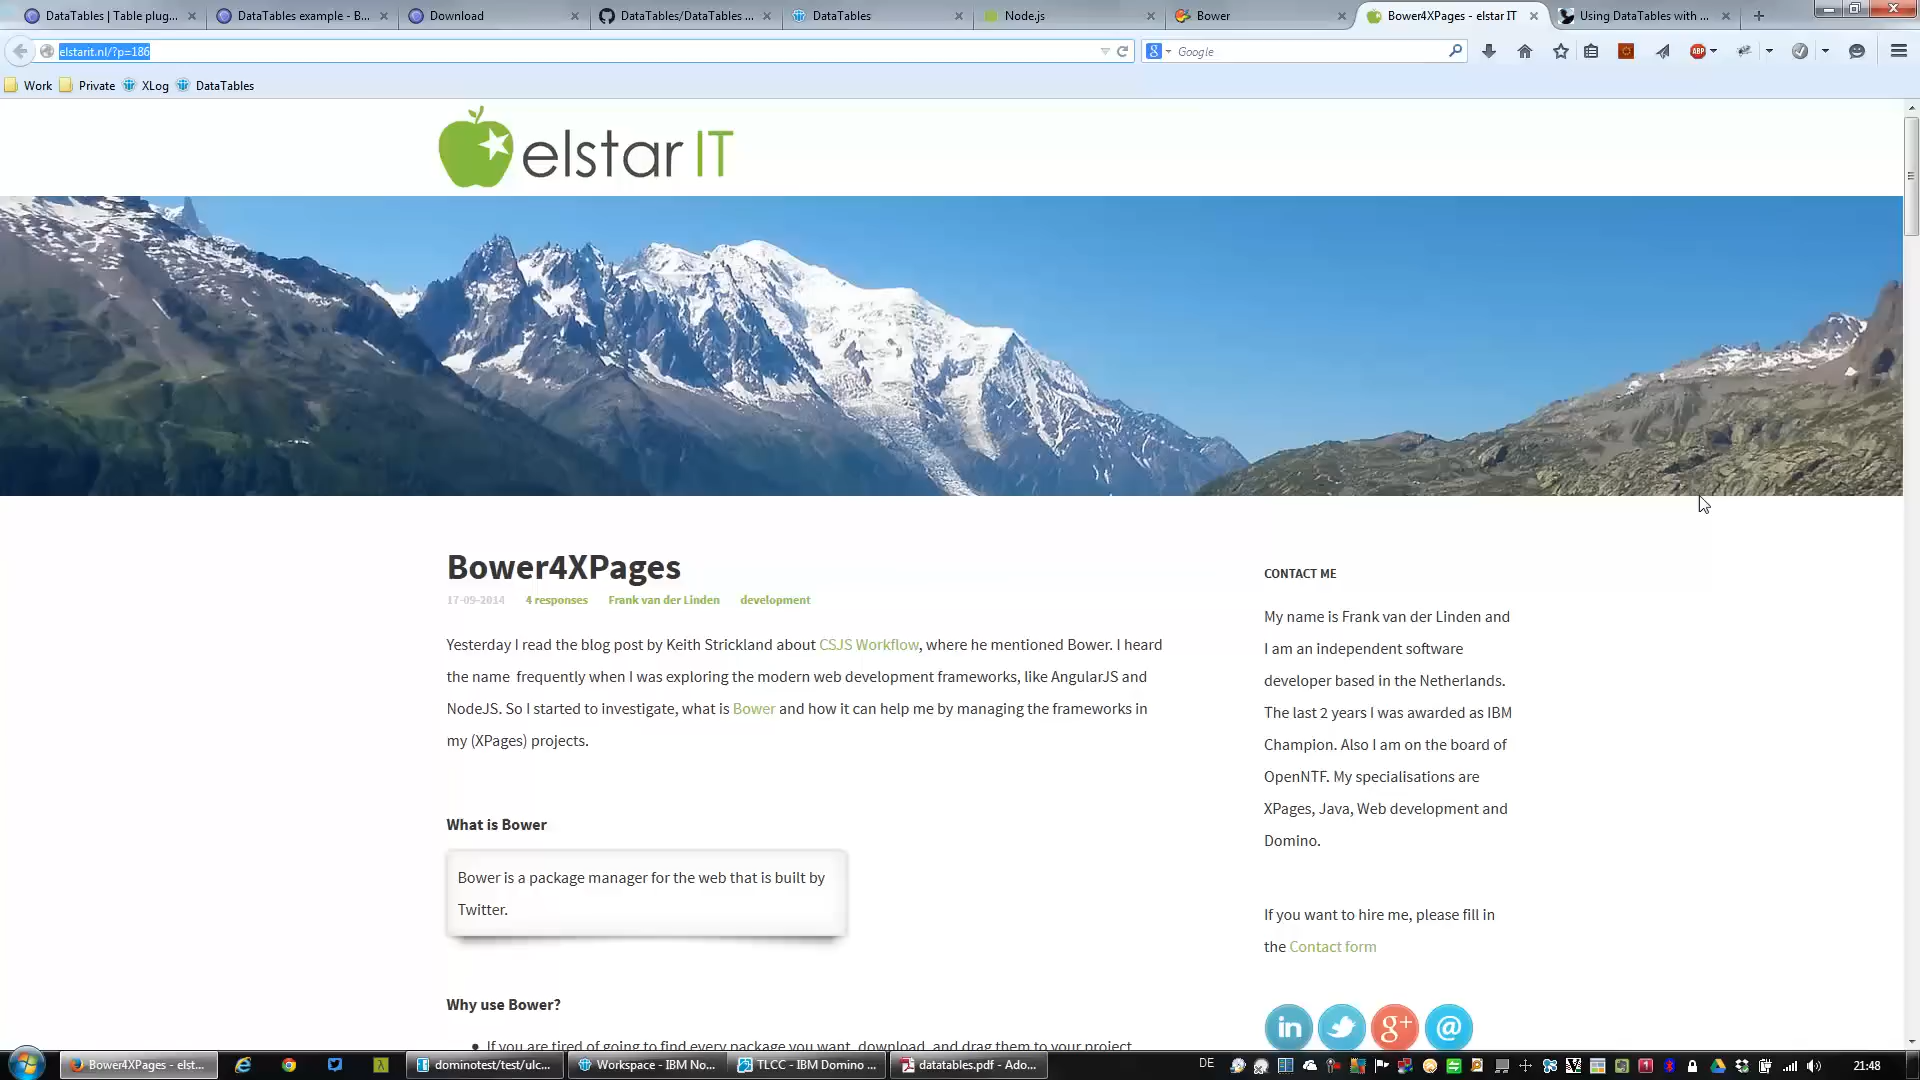 DataTables | Table plug...
DataTables example - B...
Download
DataTables/DataTables ...
DataTables
Node.js
Bower
Bower4XPages - elstar IT
Using DataTables with ...
elstarit.nl/?p=186
Google
ABP
Work
Private
XLog
DataTables
elstar IT
Bower4XPages
17-09-2014 4 responses Frank van der Linden development
Yesterday I read the blog post by Keith Strickland about CSJS Workflow, where he mentioned Bower. I heard
the name frequently when I was exploring the modern web development frameworks, like AngularJS and
NodeJS. So I started to investigate, what is Bower and how it can help me by managing the frameworks in
my (XPages) projects.
What is Bower
Bower is a package manager for the web that is built by
Twitter.
Why use Bower?
• If you are tired of going to find every package you want, download, and drag them to your project
CONTACT ME
My name is Frank van der Linden and
I am an independent software
developer based in the Netherlands.
The last 2 years I was awarded as IBM
Champion. Also I am on the board of
OpenNTF. My specialisations are
XPages, Java, Web development and
Domino.
If you want to hire me, please fill in
the Contact form
in
g+
@
Bower4XPages - elst...
dominotest/test/ulc...
Workspace - IBM No...
TLCC - IBM Domino ...
datatables.pdf - Ado...
DE
21:48